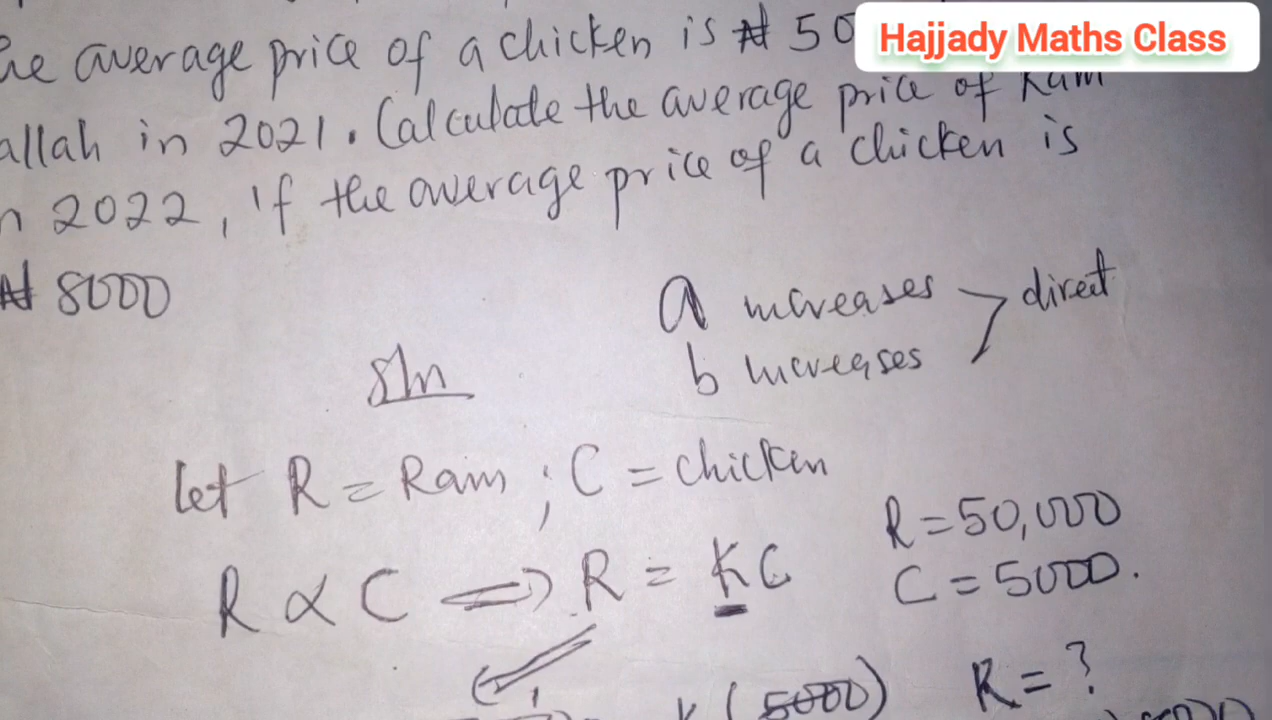 Hajjady Maths Class
average price of a chicken is ₦ 50
allah in 2021. Calculate the average price of Ram
2022, if the average price of a chicken is
₦ 8000
a increases
direct
b increases
Soln
let R = Ram ; C = chicken
R = 50,000
R ∝ C ⟹ R = KC
C = 5000.
R = ?
K (5000)